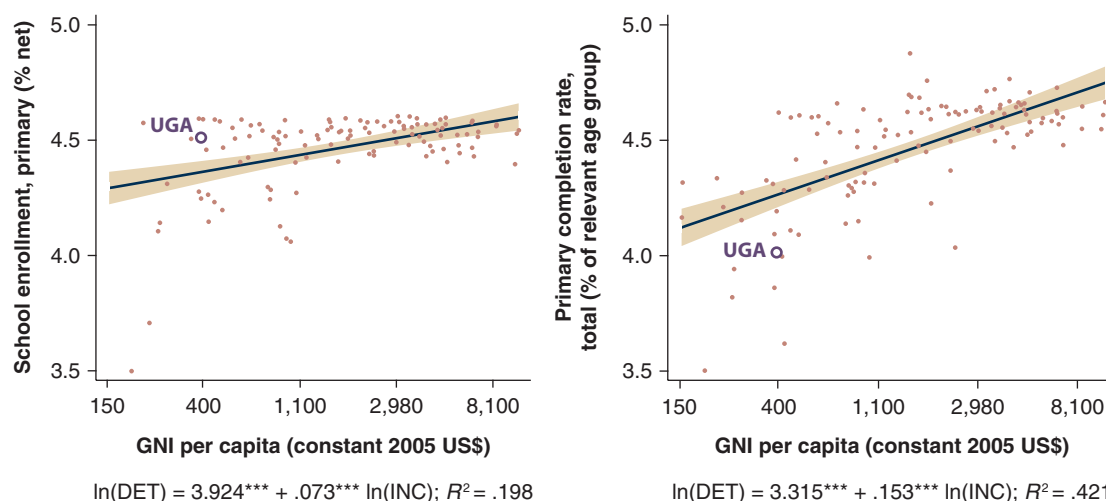 School enrollment, primary (% net)
5.0
4.5
4.0
3.5
UGA
150 400 1,100 2,980 8,100
GNI per capita (constant 2005 US$)
ln(DET) = 3.924*** + .073*** ln(INC); R² = .198
Primary completion rate,
total (% of relevant age group)
5.0
4.5
4.0
3.5
UGA
150 400 1,100 2,980 8,100
GNI per capita (constant 2005 US$)
ln(DET) = 3.315*** + .153*** ln(INC); R² = .421